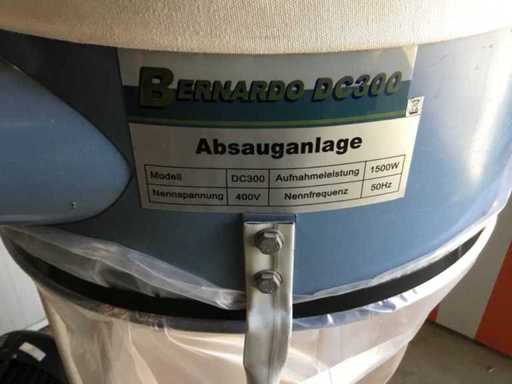 BERNARDO DC300
Absauganlage
Modell DC300 Aufnahmeleistung 1500W
Nennspannung 400V Nennfrequenz 50Hz